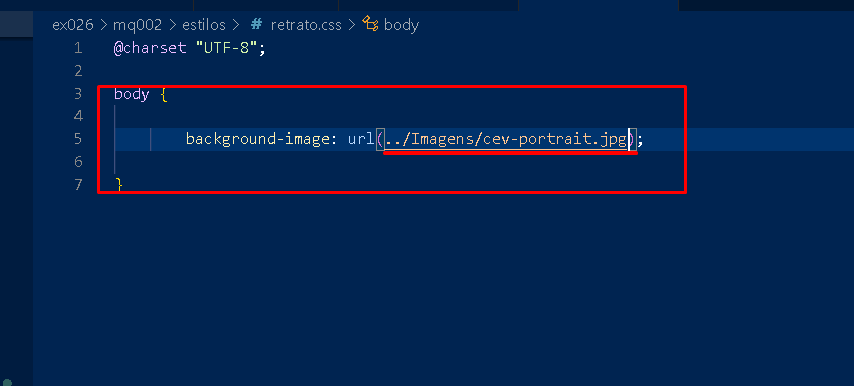 ex026 > mq002 > estilos > # retrato.css > body
1 @charset "UTF-8";
2
3 body {
4
5 background-image: url(../Imagens/cev-portrait.jpg);
6
7 }